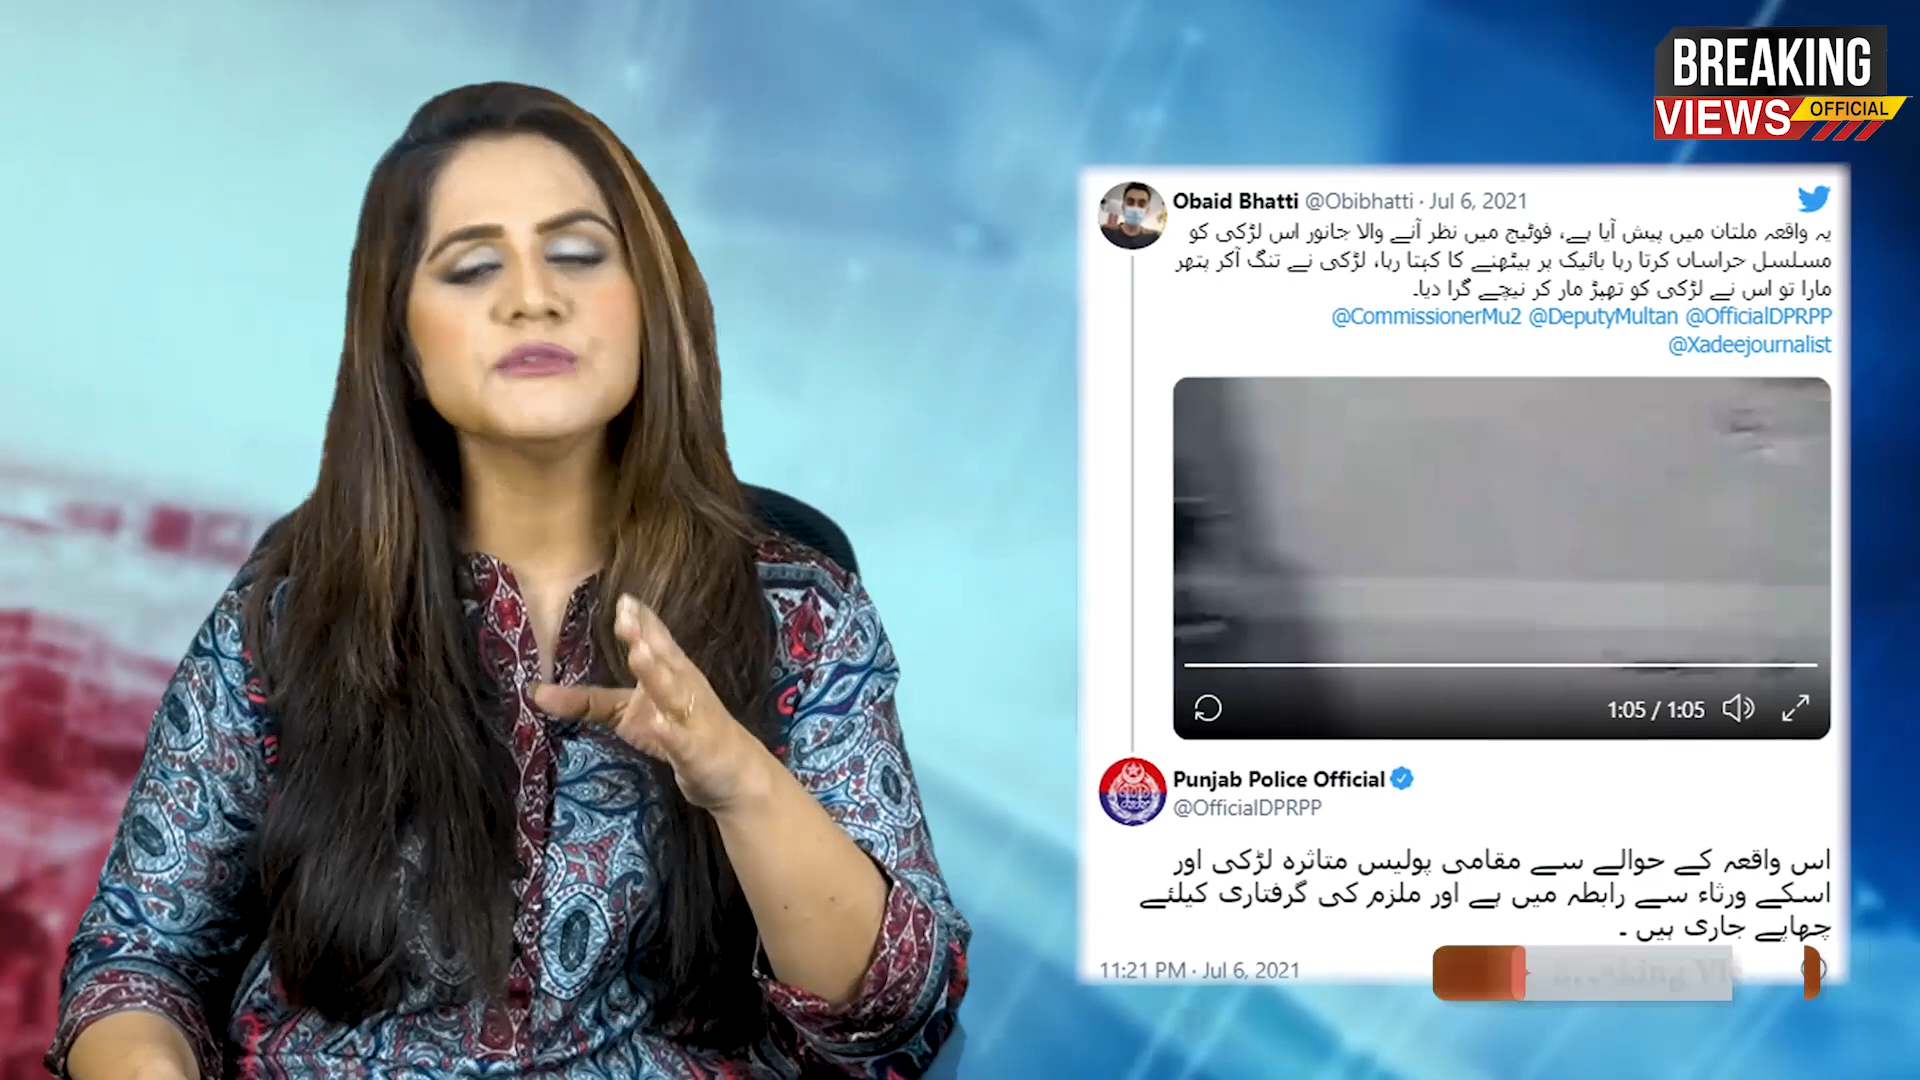 BREAKING
VIEWS OFFICIAL
Obaid Bhatti @Obibhatti · Jul 6, 2021
یہ واقعہ ملتان میں پیش آیا ہے، فوٹیج میں نظر آنے والا جانور اس لڑکی کو
مسلسل حراساں کرتا رہا بائیک پر بیٹھنے کا کہتا رہا، لڑکی نے تنگ آکر پتھر
مارا تو اس نے لڑکی کو تھپڑ مار کر نیچے گرا دیا۔
@CommissionerMu2 @DeputyMultan @OfficialDPRPP
@Xadeejournalist
1:05 / 1:05
Punjab Police Official
@OfficialDPRPP
اس واقعہ کے حوالے سے مقامی پولیس متاثرہ لڑکی اور
اسکے ورثاء سے رابطہ میں ہے اور ملزم کی گرفتاری کیلئے
چھاپے جاری ہیں ۔
11:21 PM · Jul 6, 2021